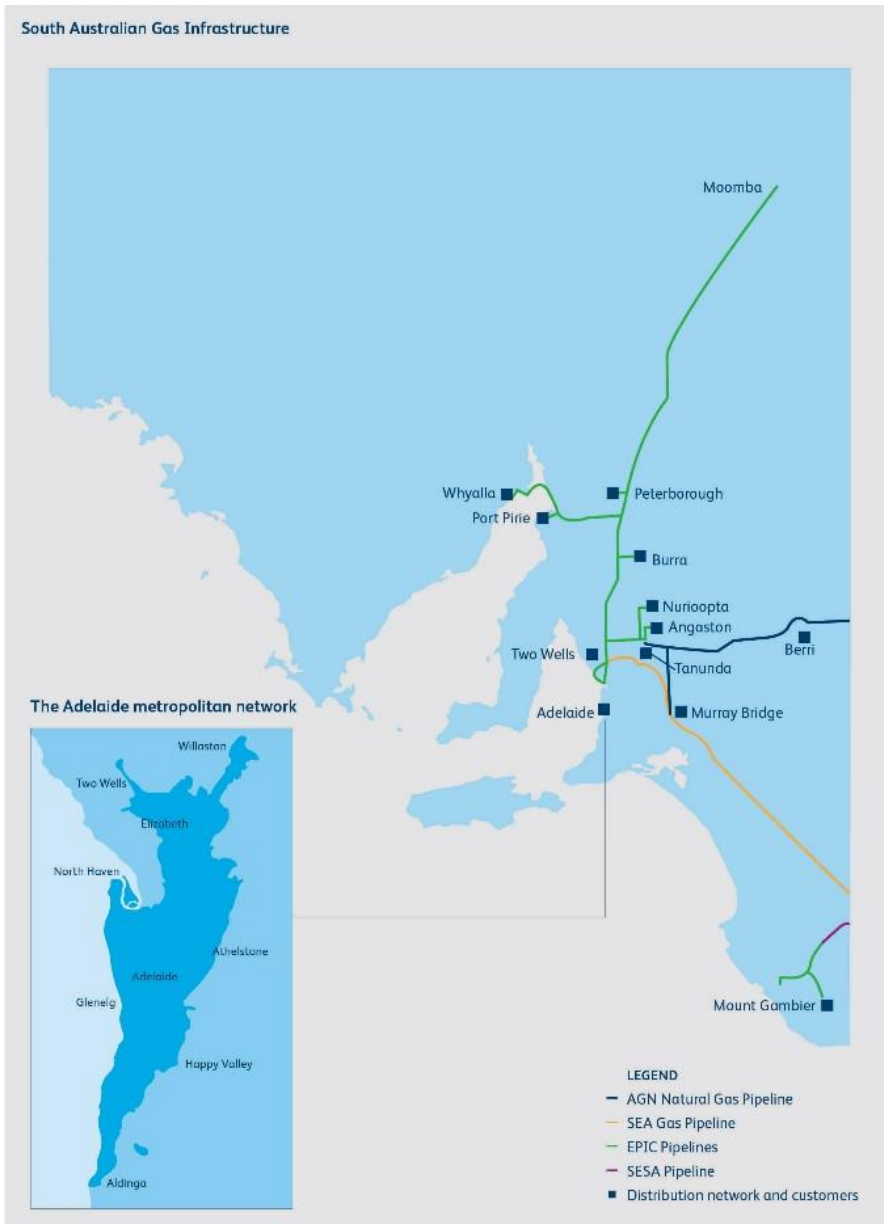 South Australian Gas Infrastructure
Moomba
Whyalla
Peterborough
Port Pirie
Burra
Nurioopta
Angaston
Two Wells
Berri
Tanunda
Adelaide
Murray Bridge
The Adelaide metropolitan network
Willaston
Two Wells
Elizabeth
North Haven
Athelstone
Adelaide
Glenelg
Happy Valley
Aldinga
Mount Gambier
LEGEND
AGN Natural Gas Pipeline
SEA Gas Pipeline
EPIC Pipelines
SESA Pipeline
Distribution network and customers